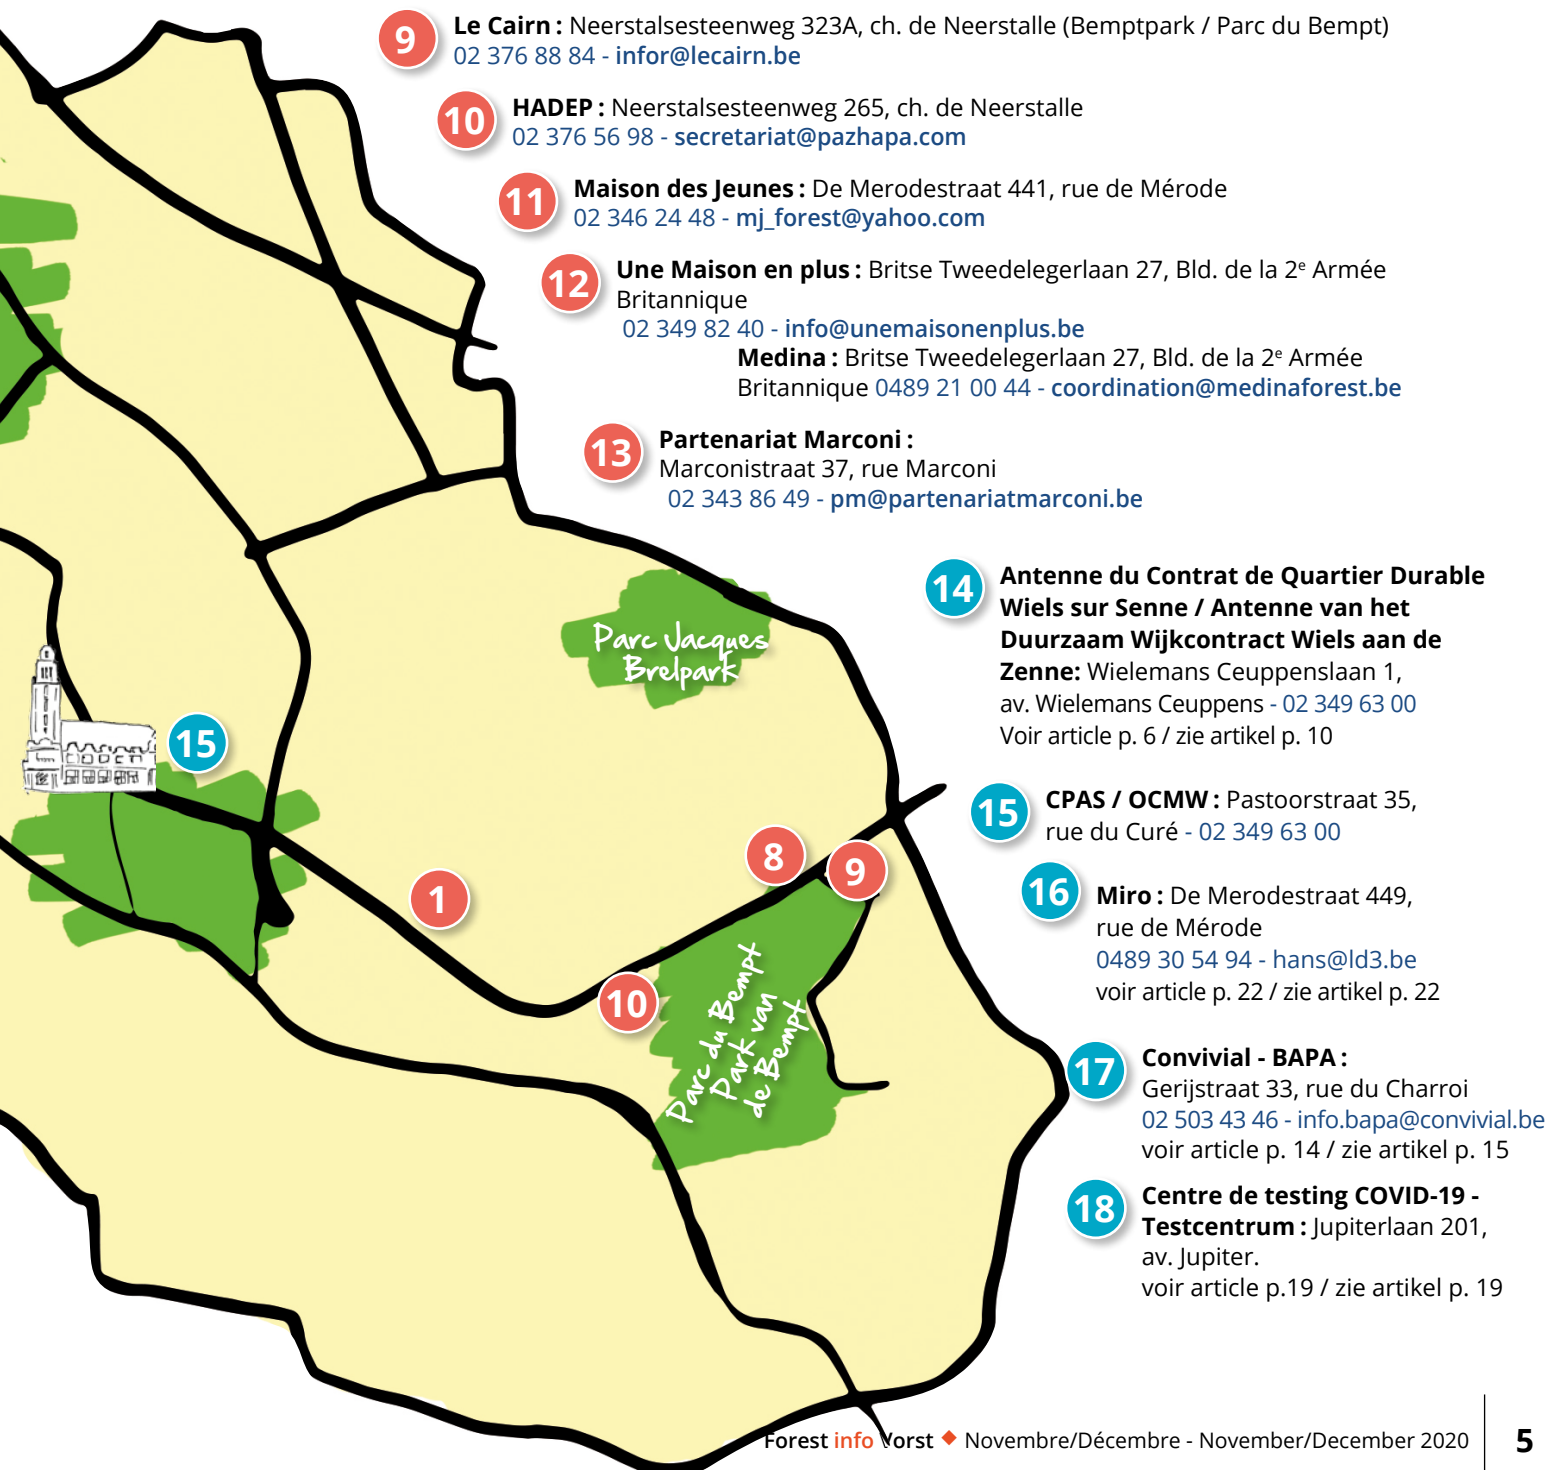 9 Le Cairn : Neerstalsesteenweg 323A, ch. de Neerstalle (Bemptpark / Parc du Bempt)
02 376 88 84 - infor@lecairn.be
10 HADEP : Neerstalsesteenweg 265, ch. de Neerstalle
02 376 56 98 - secretariat@pazhapa.com
11 Maison des Jeunes : De Merodestraat 441, rue de Mérode
02 346 24 48 - mj_forest@yahoo.com
12 Une Maison en plus : Britse Tweedelegerlaan 27, Bld. de la 2e Armée
Britannique
02 349 82 40 - info@unemaisonenplus.be
Medina : Britse Tweedelegerlaan 27, Bld. de la 2e Armée
Britannique 0489 21 00 44 - coordination@medinaforest.be
13 Partenariat Marconi :
Marconistraat 37, rue Marconi
02 343 86 49 - pm@partenariatmarconi.be
14 Antenne du Contrat de Quartier Durable
Wiels sur Senne / Antenne van het
Duurzaam Wijkcontract Wiels aan de
Zenne: Wielemans Ceuppenslaan 1,
av. Wielemans Ceuppens - 02 349 63 00
Voir article p. 6 / zie artikel p. 10
15 CPAS / OCMW : Pastoorstraat 35,
rue du Curé - 02 349 63 00
16 Miro : De Merodestraat 449,
rue de Mérode
0489 30 54 94 - hans@ld3.be
voir article p. 22 / zie artikel p. 22
17 Convivial - BAPA :
Gerijstraat 33, rue du Charroi
02 503 43 46 - info.bapa@convivial.be
voir article p. 14 / zie artikel p. 15
18 Centre de testing COVID-19 -
Testcentrum : Jupiterlaan 201,
av. Jupiter.
voir article p.19 / zie artikel p. 19
Parc Jacques
Brelpark
15
1
8
9
10
Parc du Bempt
Park van
de Bempt
Forest info Vorst ◆ Novembre/Décembre - November/December 2020
5